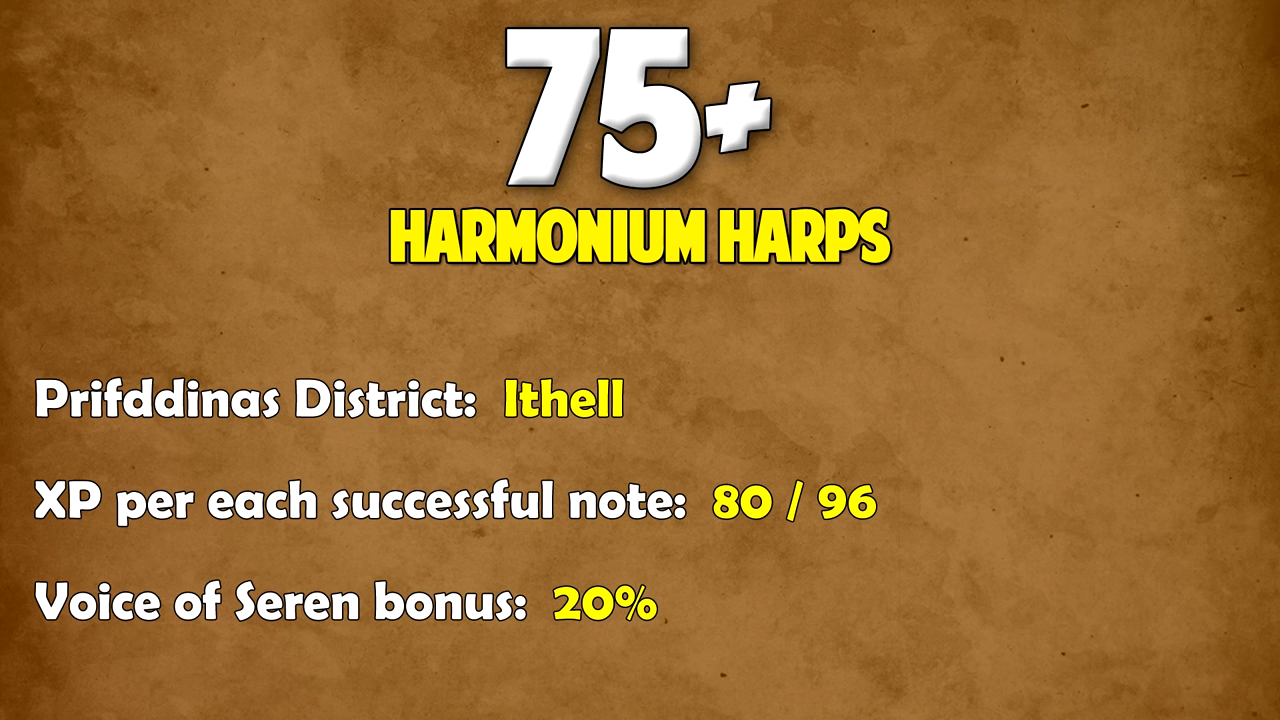 75+
HARMONIUM HARPS
Prifddinas District: Ithell
XP per each successful note: 80 / 96
Voice of Seren bonus: 20%